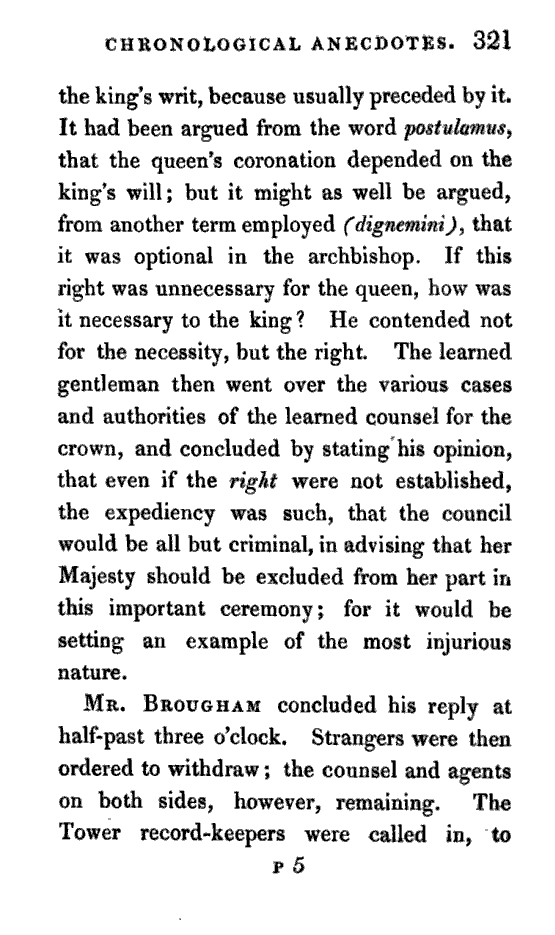 CHRONOLOGICAL ANECDOTES. 321
the king's writ, because usually preceded by it.
It had been argued from the word postulamus,
that the queen's coronation depended on the
king's will; but it might as well be argued,
from another term employed (dignemini), that
it was optional in the archbishop. If this
right was unnecessary for the queen, how was
it necessary to the king? He contended not
for the necessity, but the right. The learned
gentleman then went over the various cases
and authorities of the learned counsel for the
crown, and concluded by stating his opinion,
that even if the right were not established,
the expediency was such, that the council
would be all but criminal, in advising that her
Majesty should be excluded from her part in
this important ceremony; for it would be
setting an example of the most injurious
nature.
MR. BROUGHAM concluded his reply at
half-past three o'clock. Strangers were then
ordered to withdraw; the counsel and agents
on both sides, however, remaining. The
Tower record-keepers were called in, to
P 5